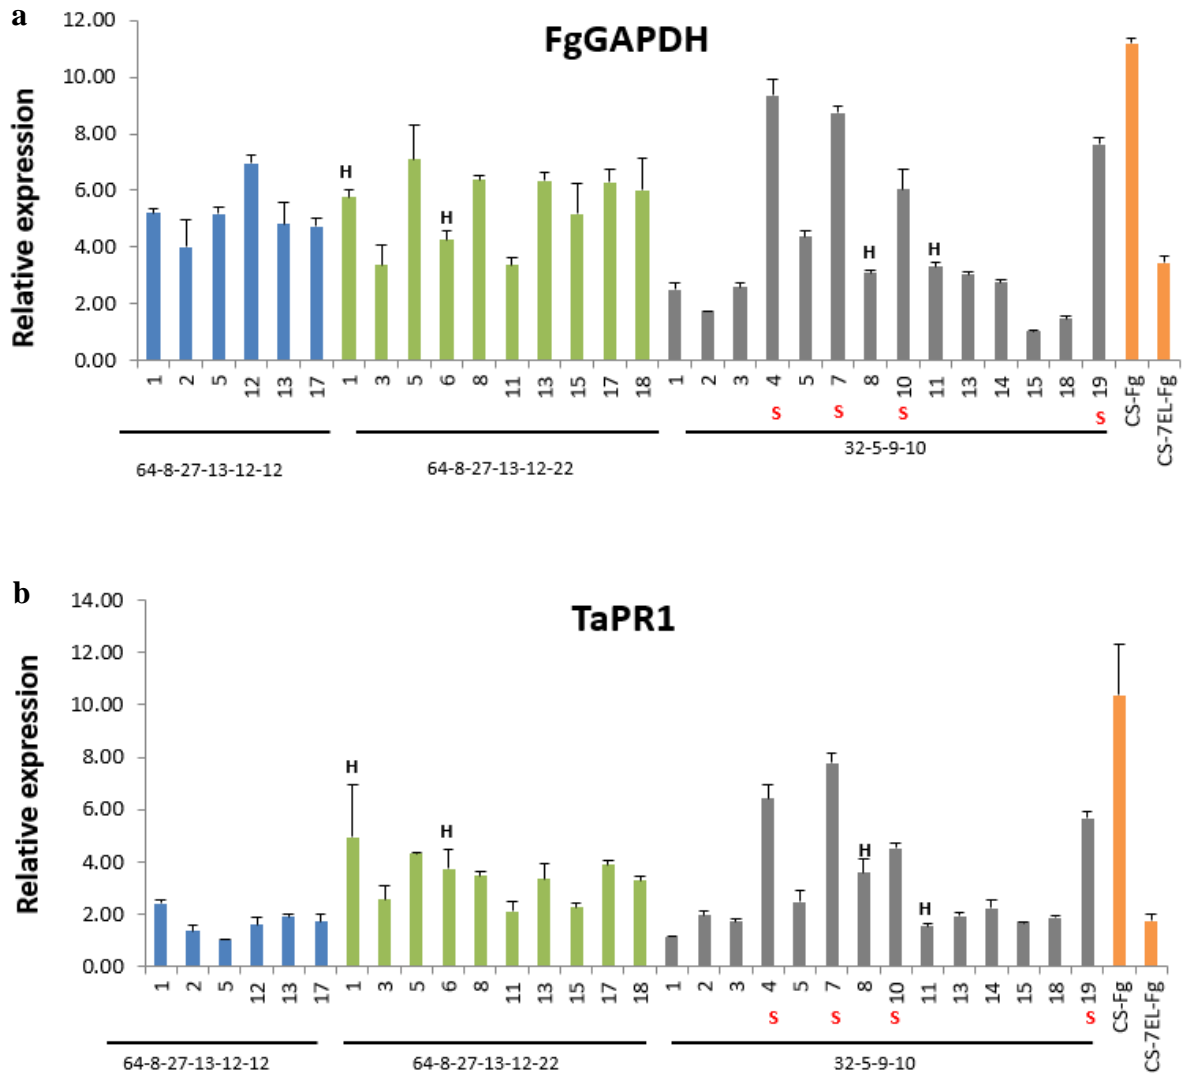 a
FgGAPDH
Relative expression
12.00
10.00
8.00
6.00
4.00
2.00
0.00
H
H
H
H
1 2 5 12 13 17 1 3 5 6 8 11 13 15 17 18 1 2 3 4 5 7 8 10 11 13 14 15 18 19 CS-Fg CS-7EL-Fg
S S S S
64-8-27-13-12-12 64-8-27-13-12-22 32-5-9-10
b
TaPR1
Relative expression
14.00
12.00
10.00
8.00
6.00
4.00
2.00
0.00
H
H
H
H
1 2 5 12 13 17 1 3 5 6 8 11 13 15 17 18 1 2 3 4 5 7 8 10 11 13 14 15 18 19 CS-Fg CS-7EL-Fg
S S S S
64-8-27-13-12-12 64-8-27-13-12-22 32-5-9-10